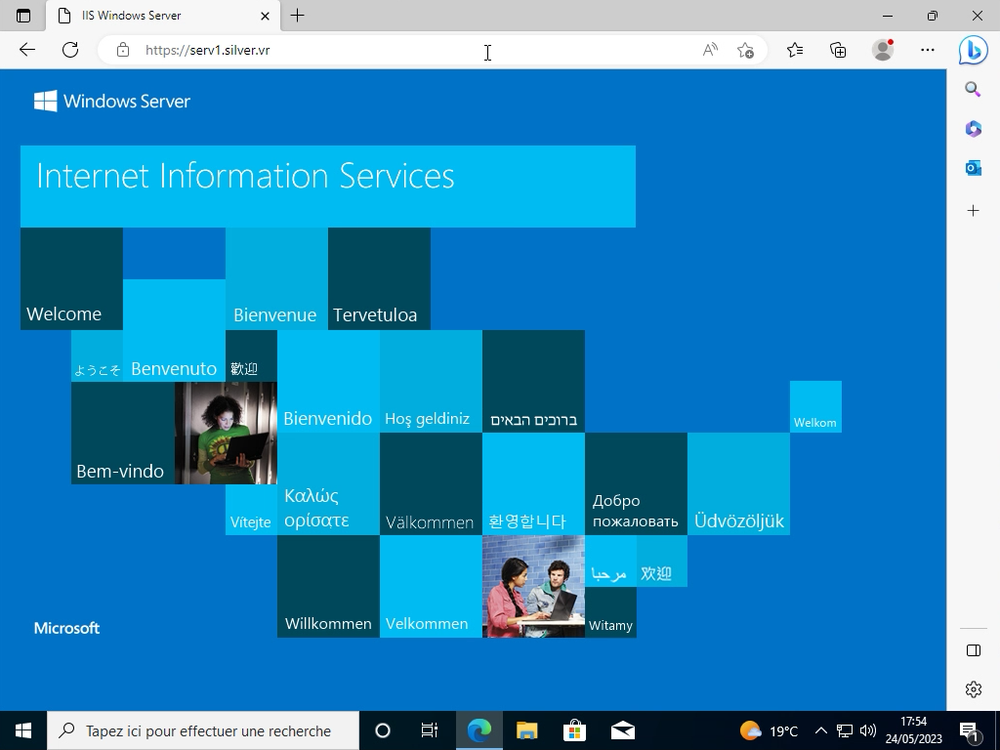 IIS Windows Server
https://serv1.silver.vr
Windows Server
Internet Information Services
Welcome
Bienvenue
Tervetuloa
ようこそ
Benvenuto
歡迎
Bienvenido
Hoş geldiniz
ברוכים הבאים
Welkom
Bem-vindo
Vítejte
Καλώς
ορίσατε
Välkommen
환영합니다
Добро
пожаловать
Üdvözöljük
مرحبا
欢迎
Willkommen
Velkommen
Witamy
Microsoft
Tapez ici pour effectuer une recherche
19°C
17:54
24/05/2023
1